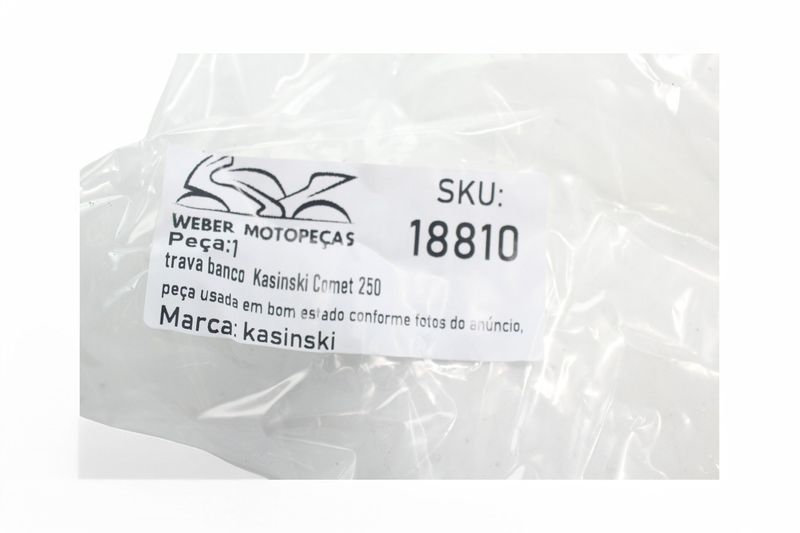 WEBER MOTOPEÇAS
SKU:
18810
Peça:1
trava banco Kasinski Comet 250
peça usada em bom estado conforme fotos do anúncio,
Marca: kasinski